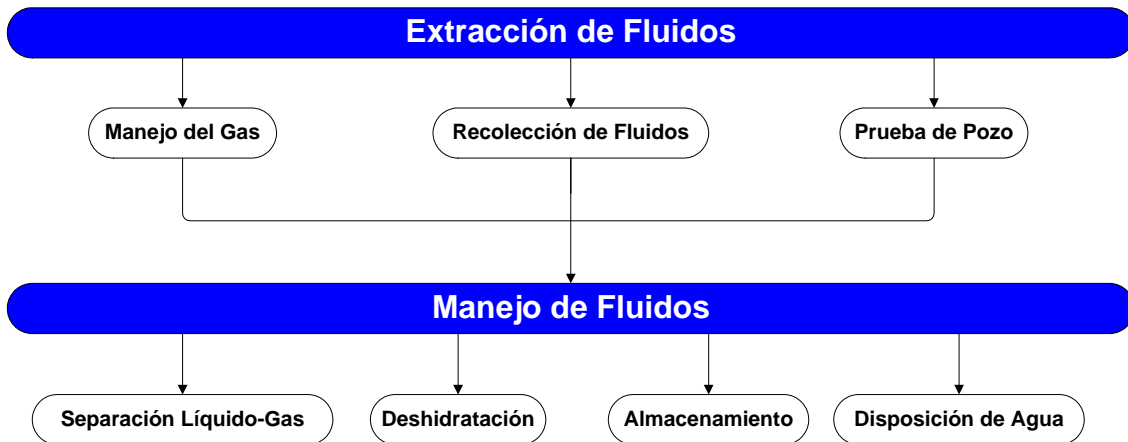 Extracción de Fluidos
Manejo del Gas
Recolección de Fluidos
Prueba de Pozo
Manejo de Fluidos
Separación Líquido-Gas
Deshidratación
Almacenamiento
Disposición de Agua